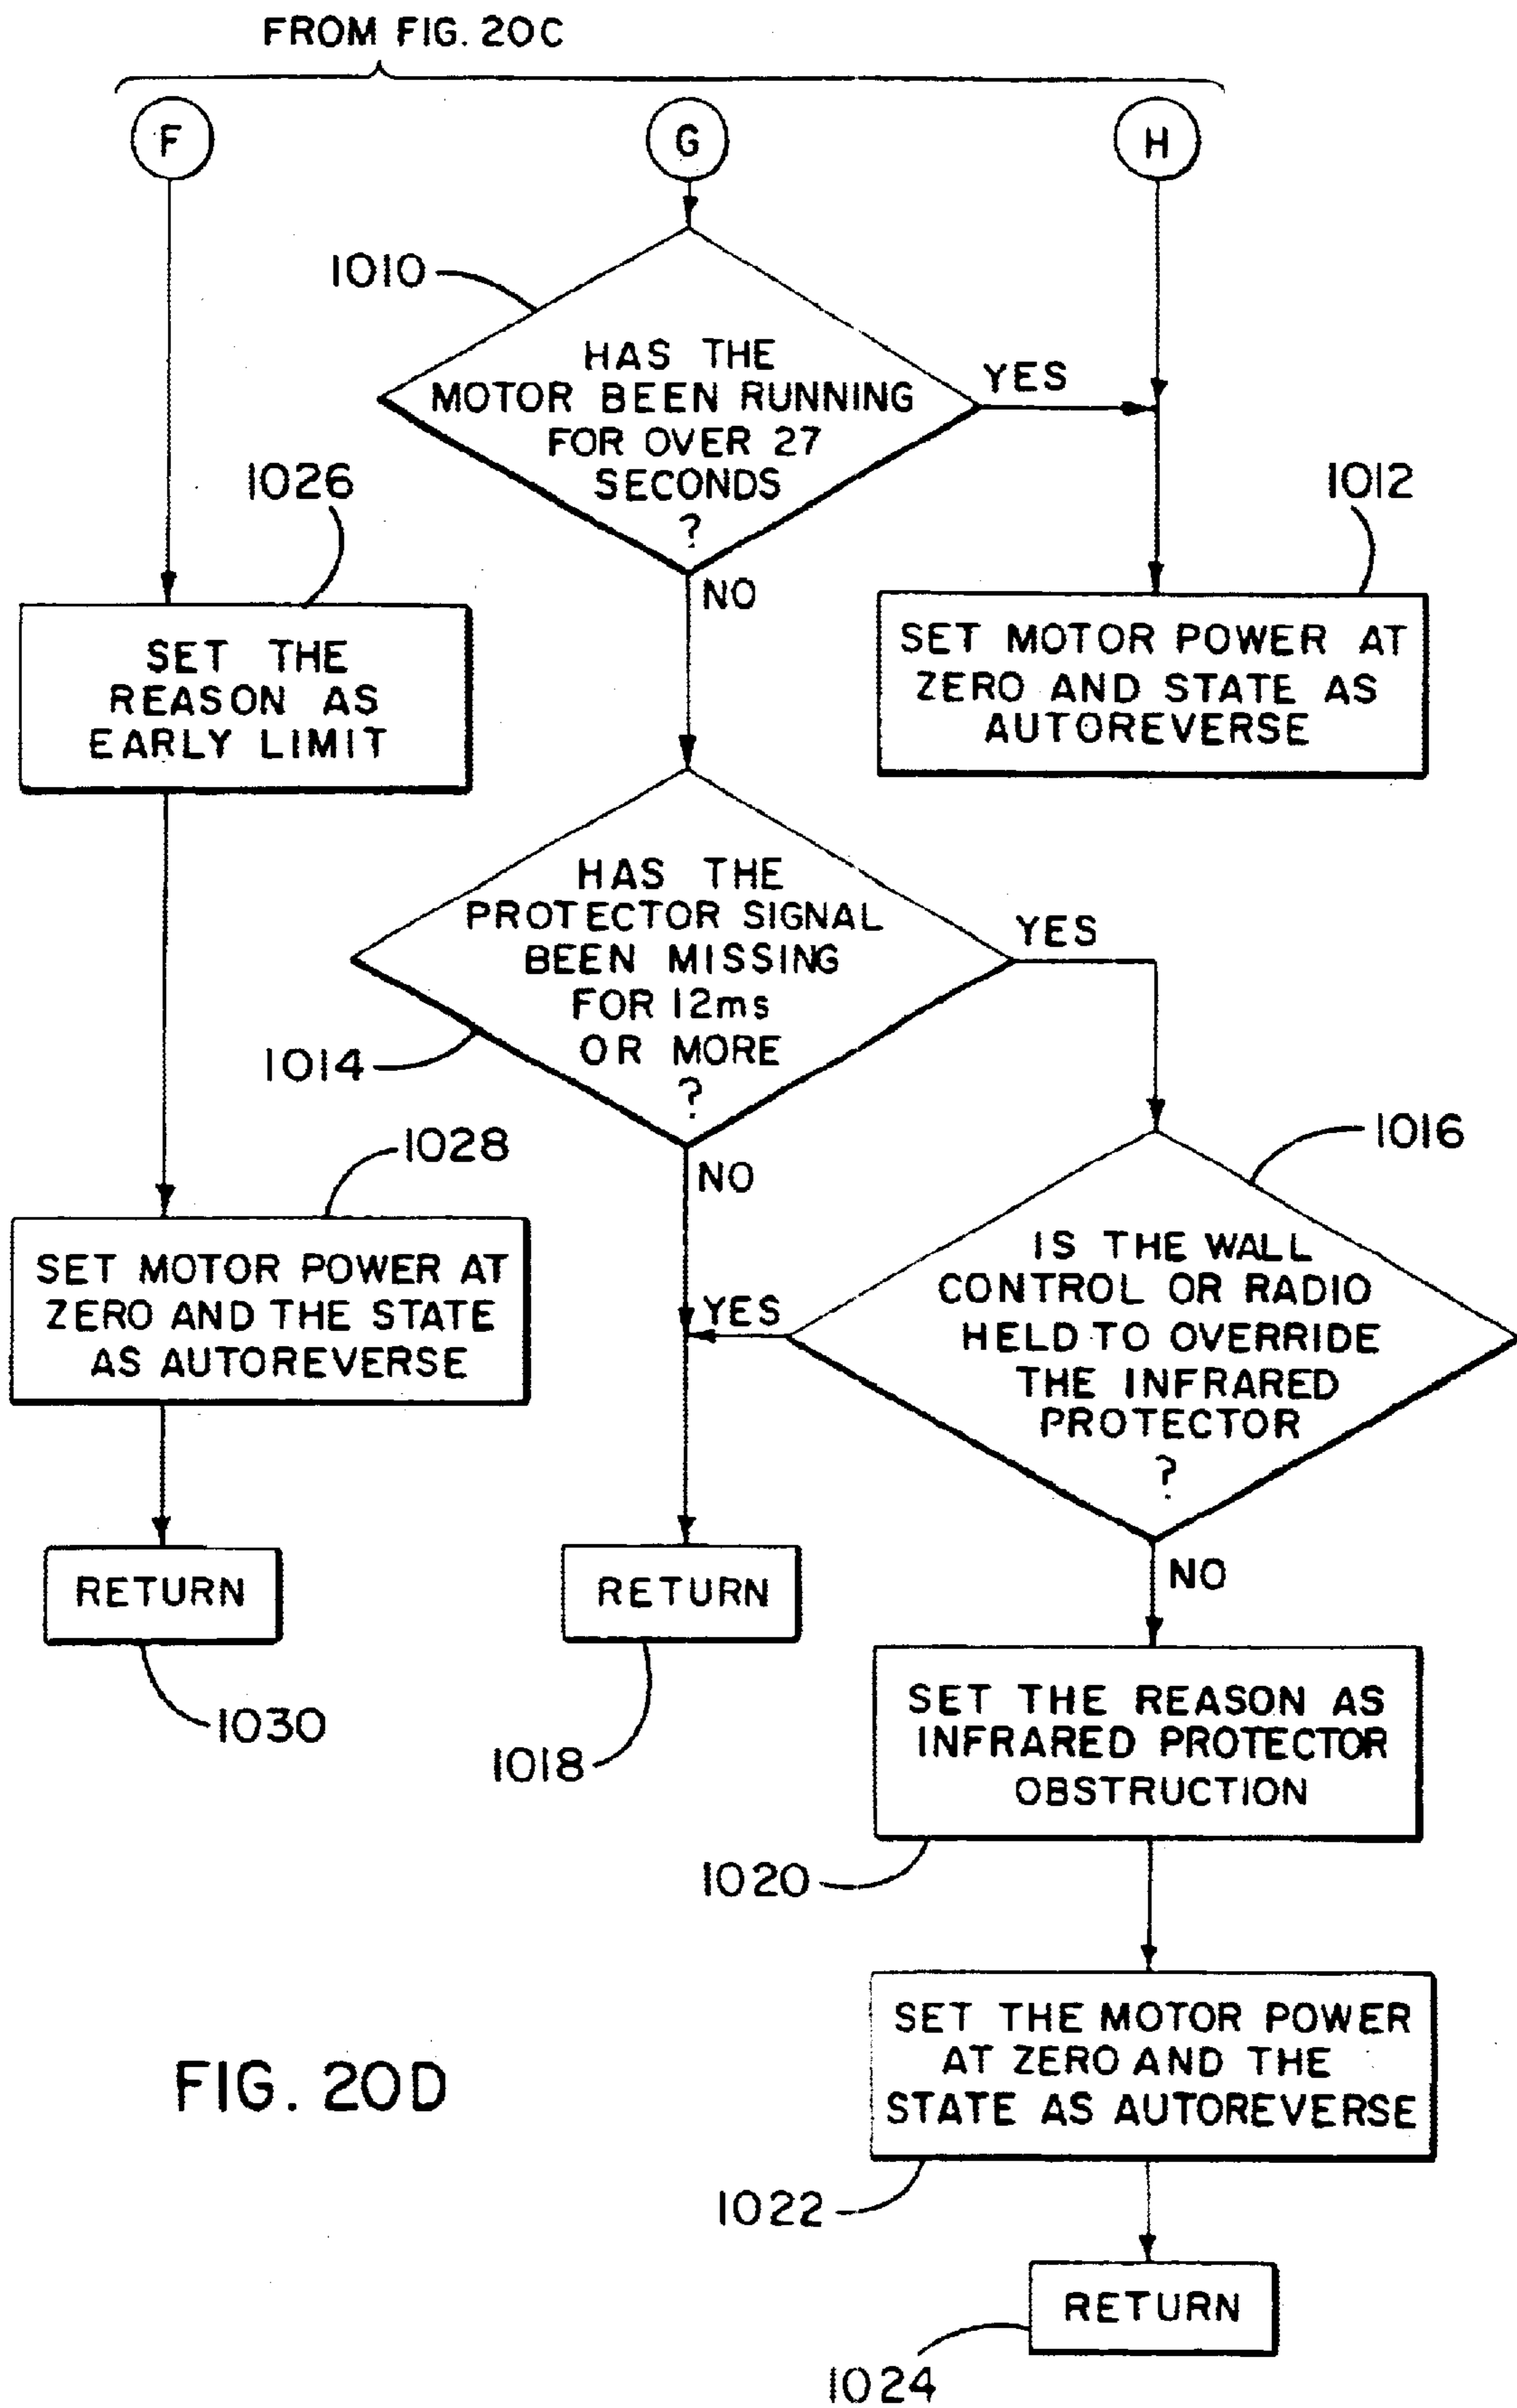 FROM FIG. 20C
F
G
H
1010
HAS THE
MOTOR BEEN RUNNING
FOR OVER 27
SECONDS
?
YES
NO
1026
SET THE
REASON AS
EARLY LIMIT
1012
SET MOTOR POWER AT
ZERO AND STATE AS
AUTOREVERSE
HAS THE
PROTECTOR SIGNAL
BEEN MISSING
FOR 12ms
OR MORE
?
YES
1014
NO
1028
SET MOTOR POWER AT
ZERO AND THE STATE
AS AUTOREVERSE
1016
IS THE WALL
CONTROL OR RADIO
HELD TO OVERRIDE
THE INFRARED
PROTECTOR
?
YES
NO
RETURN
1030
RETURN
1018
SET THE REASON AS
INFRARED PROTECTOR
OBSTRUCTION
1020
SET THE MOTOR POWER
AT ZERO AND THE
STATE AS AUTOREVERSE
1022
RETURN
1024
FIG. 20D